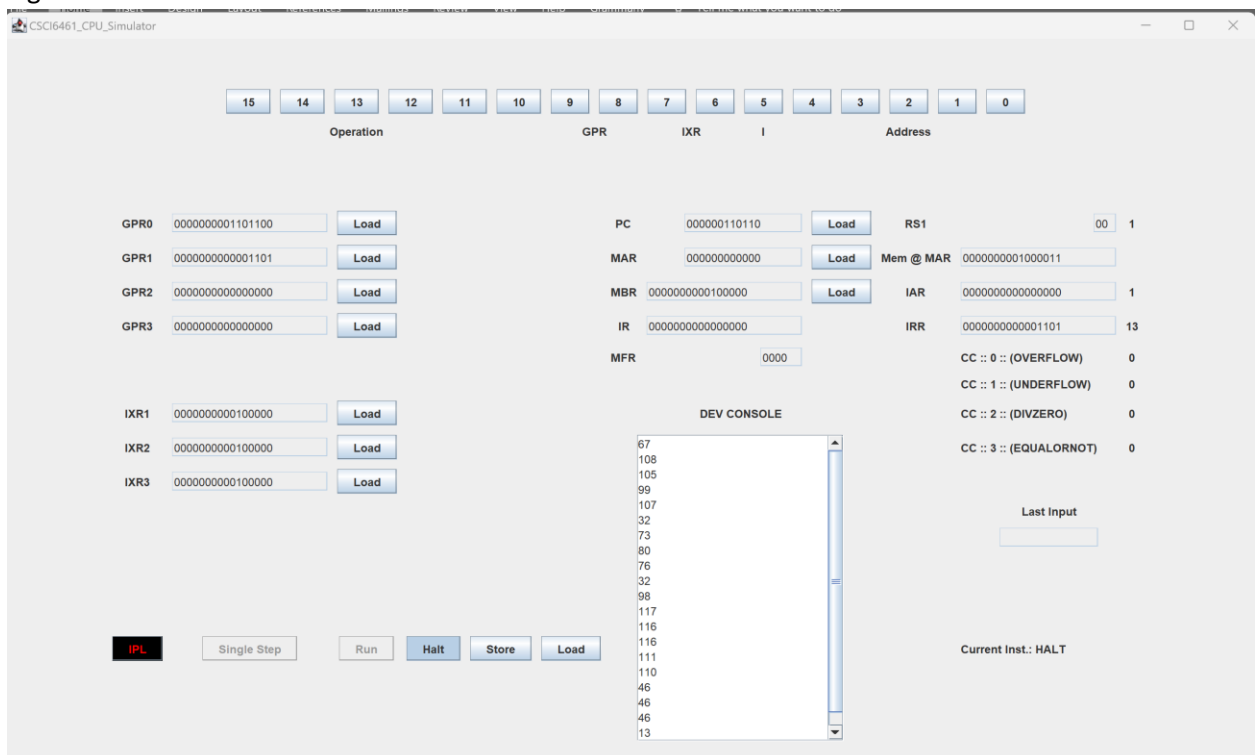 CSCI6461_CPU_Simulator
15 14 13 12 11 10 9 8 7 6 5 4 3 2 1 0
Operation GPR IXR I Address
GPR0 0000000001101100 Load PC 000000110110 Load RS1 00 1
GPR1 0000000000001101 Load MAR 000000000000 Load Mem @ MAR 0000000001000011
GPR2 0000000000000000 Load MBR 0000000000100000 Load IAR 0000000000000000 1
GPR3 0000000000000000 Load IR 0000000000000000 IRR 0000000000001101 13
MFR 0000 CC :: 0 :: (OVERFLOW) 0
CC :: 1 :: (UNDERFLOW) 0
IXR1 0000000000100000 Load DEV CONSOLE CC :: 2 :: (DIVZERO) 0
IXR2 0000000000100000 Load CC :: 3 :: (EQUALORNOT) 0
IXR3 0000000000100000 Load
67
108
105
99
107
32
73
80
76
32
98
117
116
116
111
110
46
46
46
13
Last Input
IPL Single Step Run Halt Store Load Current Inst.: HALT